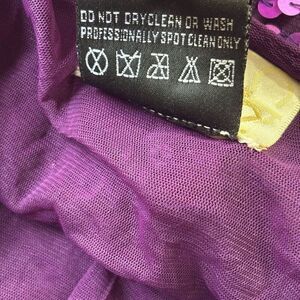 DO NOT DRYCLEAN OR WASH
PROFESSIONALLY SPOT CLEAN ONLY